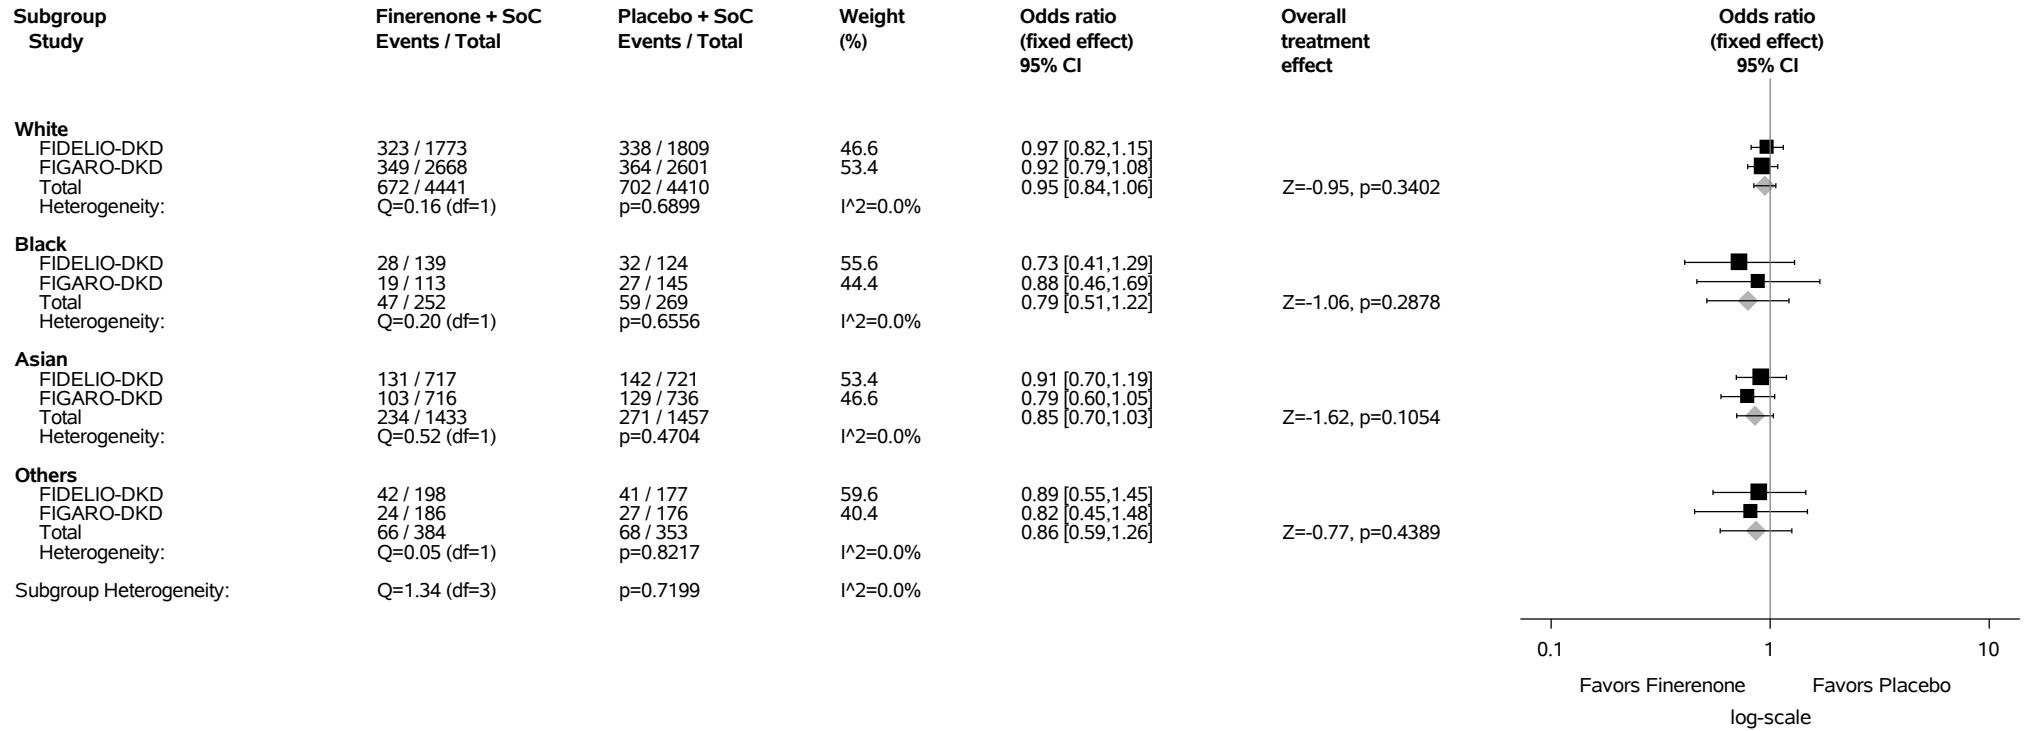 Subgroup Finerenone + SoC Placebo + SoC Weight Odds ratio Overall Odds ratio
Study Events / Total Events / Total (%) (fixed effect) treatment (fixed effect)
95% CI effect 95% CI
White
FIDELIO-DKD 323 / 1773 338 / 1809 46.6 0.97 [0.82,1.15]
FIGARO-DKD 349 / 2668 364 / 2601 53.4 0.92 [0.79,1.08]
Total 672 / 4441 702 / 4410 0.95 [0.84,1.06] Z=-0.95, p=0.3402
Heterogeneity: Q=0.16 (df=1) p=0.6899 I^2=0.0%
Black
FIDELIO-DKD 28 / 139 32 / 124 55.6 0.73 [0.41,1.29]
FIGARO-DKD 19 / 113 27 / 145 44.4 0.88 [0.46,1.69]
Total 47 / 252 59 / 269 0.79 [0.51,1.22] Z=-1.06, p=0.2878
Heterogeneity: Q=0.20 (df=1) p=0.6556 I^2=0.0%
Asian
FIDELIO-DKD 131 / 717 142 / 721 53.4 0.91 [0.70,1.19]
FIGARO-DKD 103 / 716 129 / 736 46.6 0.79 [0.60,1.05]
Total 234 / 1433 271 / 1457 0.85 [0.70,1.03] Z=-1.62, p=0.1054
Heterogeneity: Q=0.52 (df=1) p=0.4704 I^2=0.0%
Others
FIDELIO-DKD 42 / 198 41 / 177 59.6 0.89 [0.55,1.45]
FIGARO-DKD 24 / 186 27 / 176 40.4 0.82 [0.45,1.48]
Total 66 / 384 68 / 353 0.86 [0.59,1.26] Z=-0.77, p=0.4389
Heterogeneity: Q=0.05 (df=1) p=0.8217 I^2=0.0%
Subgroup Heterogeneity: Q=1.34 (df=3) p=0.7199 I^2=0.0%
0.1 1 10
Favors Finerenone Favors Placebo
log-scale